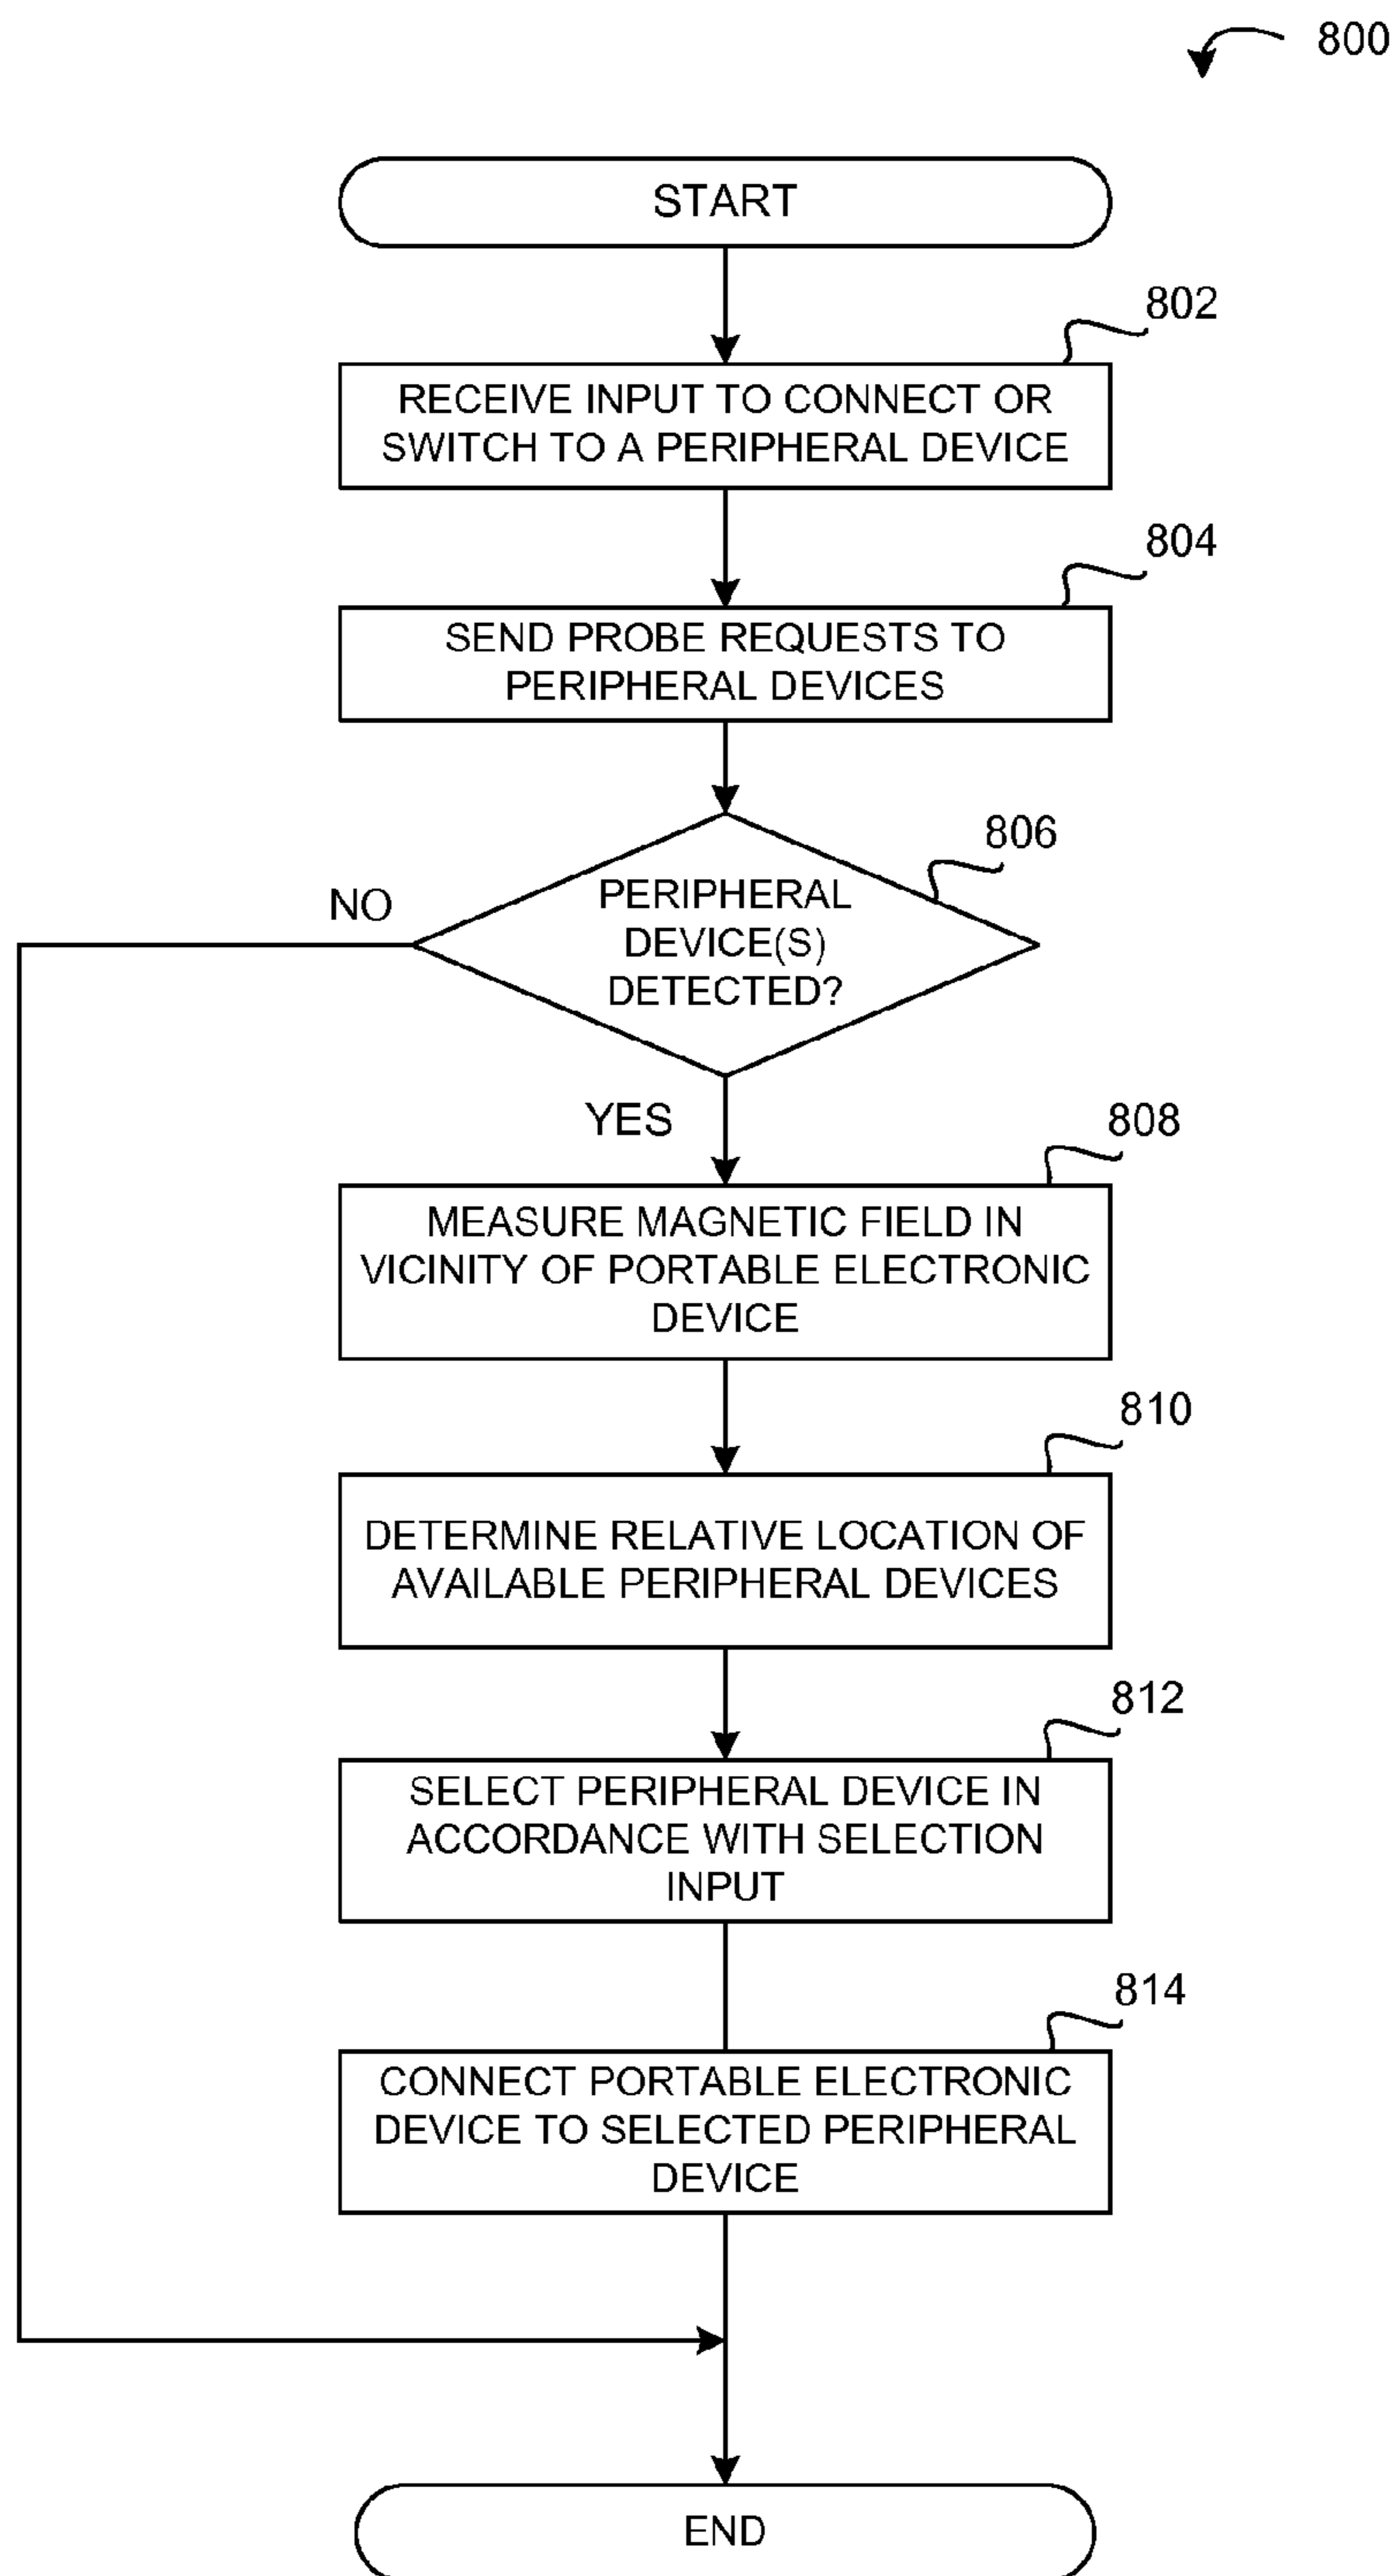 800
START
802
RECEIVE INPUT TO CONNECT OR
SWITCH TO A PERIPHERAL DEVICE
804
SEND PROBE REQUESTS TO
PERIPHERAL DEVICES
806
PERIPHERAL
DEVICE(S)
DETECTED?
NO
YES
808
MEASURE MAGNETIC FIELD IN
VICINITY OF PORTABLE ELECTRONIC
DEVICE
810
DETERMINE RELATIVE LOCATION OF
AVAILABLE PERIPHERAL DEVICES
812
SELECT PERIPHERAL DEVICE IN
ACCORDANCE WITH SELECTION
INPUT
814
CONNECT PORTABLE ELECTRONIC
DEVICE TO SELECTED PERIPHERAL
DEVICE
END